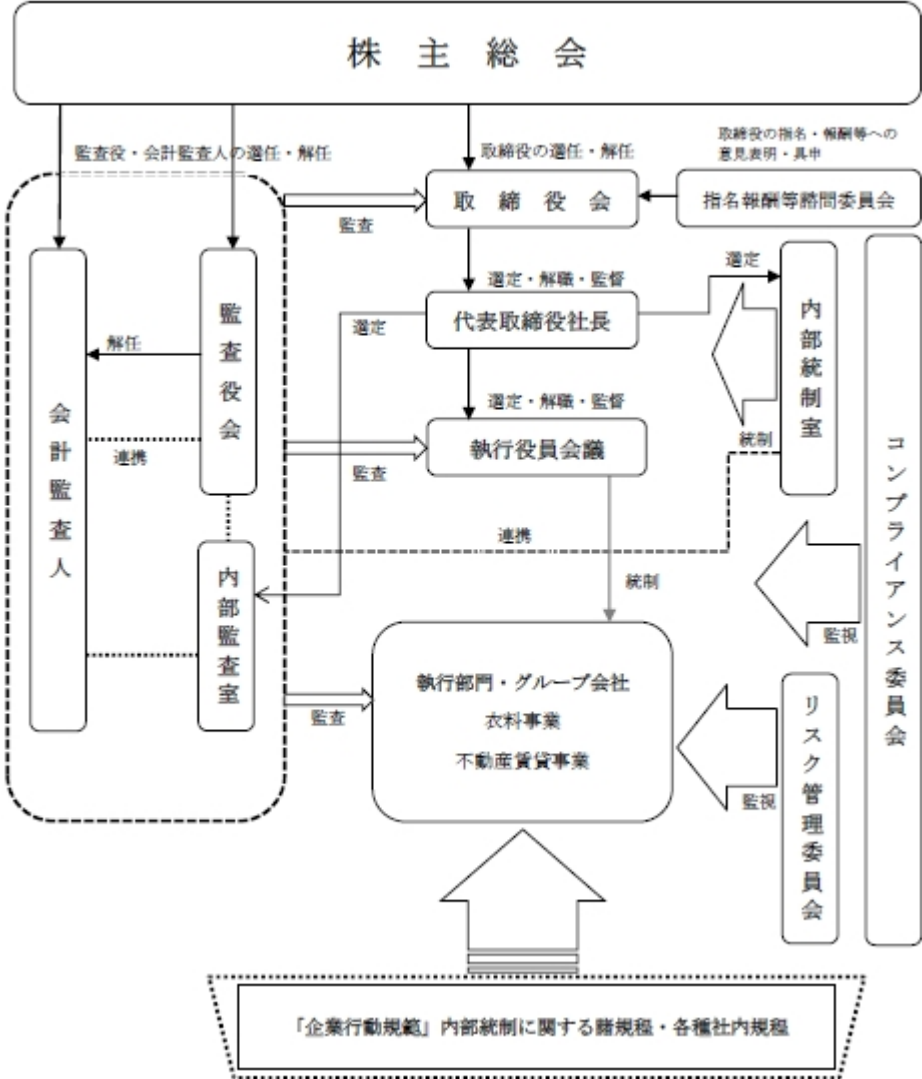 株主総会
監査役・会計監査人の選任・解任
取締役の選任・解任
取締役の指名・報酬等への
意見表明・具申
取締役会
指名報酬等諮問委員会
監査
選定・解職・監督
選定
代表取締役社長
選定
内部統制室
監査役会
解任
会計監査人
連携
選定・解職・監督
執行役員会議
監査
統制
コンプライアンス委員会
連携
内部監査室
統制
監視
執行部門・グループ会社
衣料事業
不動産賃貸事業
監査
リスク管理委員会
監視
「企業行動規範」内部統制に関する諸規程・各種社内規程